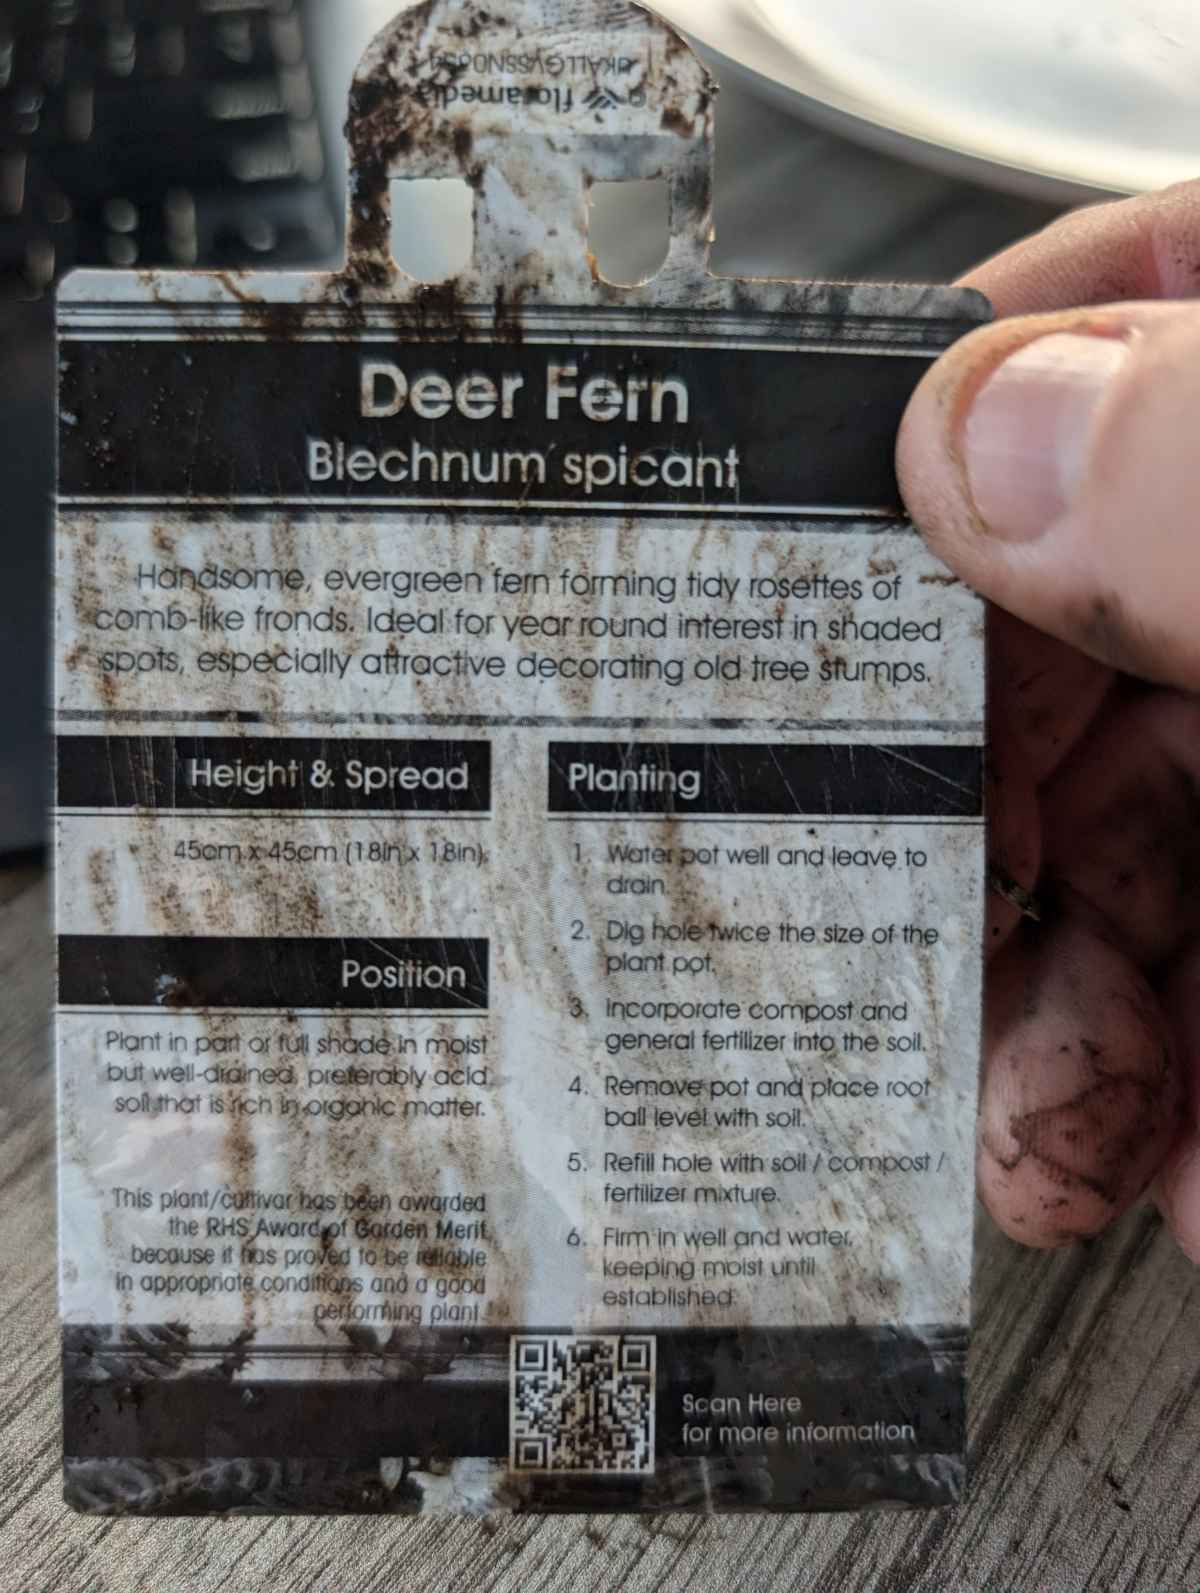 floramedia
Deer Fern
Blechnum spicant
Handsome, evergreen fern forming tidy rosettes of
comb-like fronds. Ideal for year round interest in shaded
spots, especially attractive decorating old tree stumps.
Height & Spread
45cm x 45cm (18in x 18in).
Position
Plant in part or full shade in moist
but well-drained, preferably acid
soil that is rich in organic matter.
This plant/cultivar has been awarded
the RHS Award of Garden Merit
because it has proved to be reliable
in appropriate conditions and a good
performing plant.
Planting
1. Water pot well and leave to
drain.
2. Dig hole twice the size of the
plant pot.
3. Incorporate compost and
general fertilizer into the soil.
4. Remove pot and place root
ball level with soil.
5. Refill hole with soil / compost /
fertilizer mixture.
6. Firm in well and water,
keeping moist until
established.
Scan Here
for more information